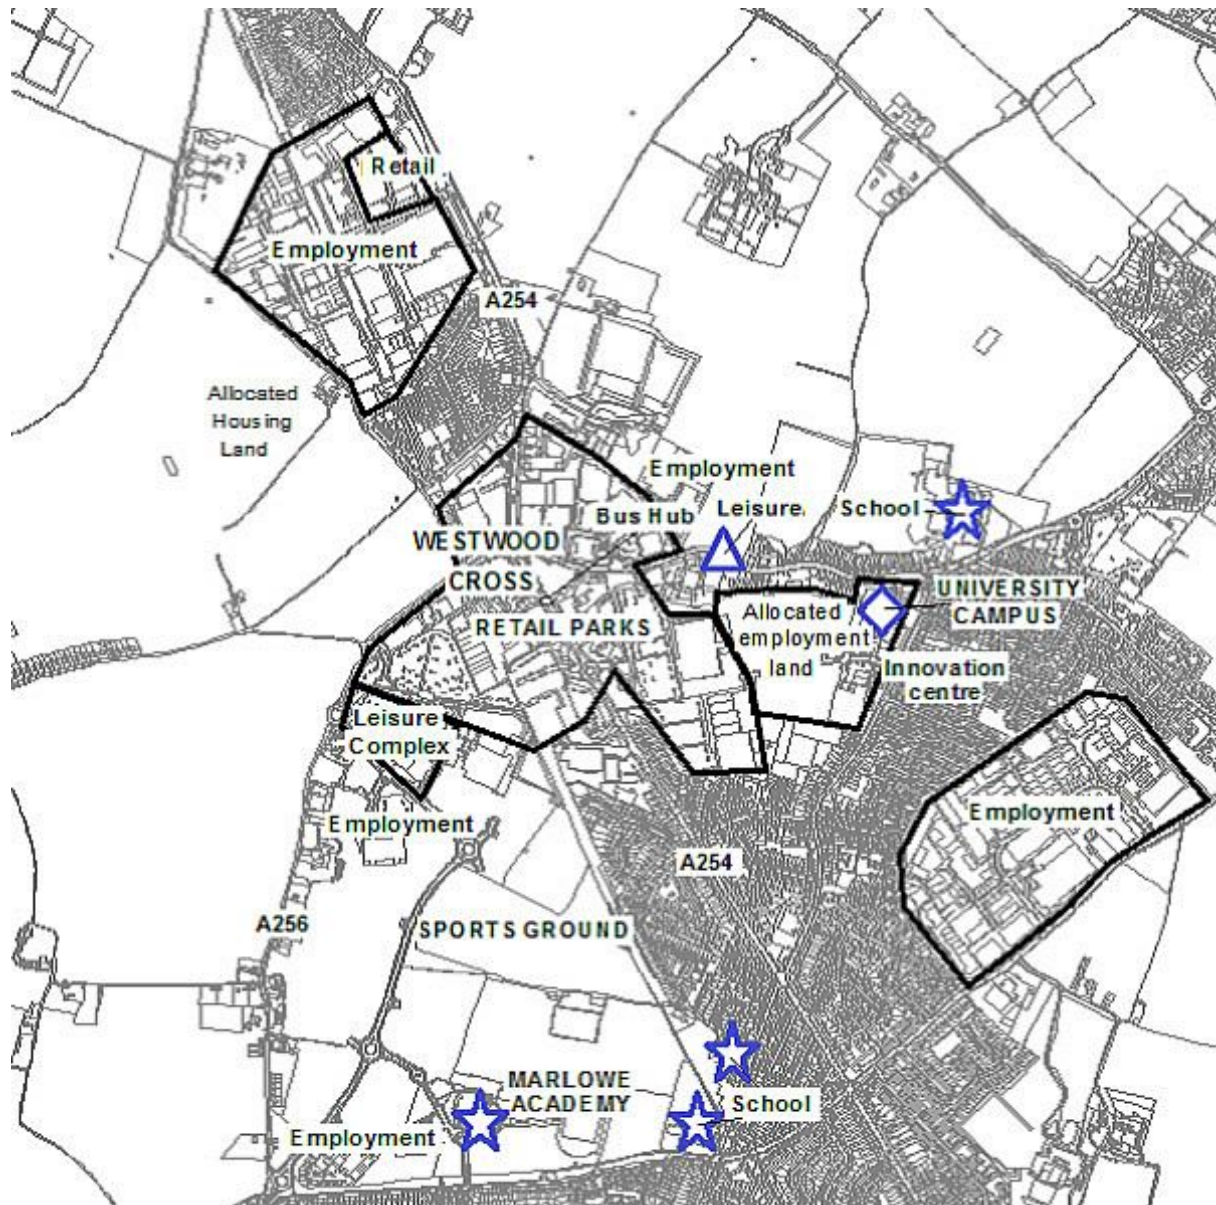 Retail
Employment
A254
Allocated
Housing
Land
Employment
Leisure
School
Bus Hub
WESTWOOD
CROSS
RETAIL PARKS
UNIVERSITY
CAMPUS
Allocated
employment
land
Innovation
centre
Leisure
Complex
Employment
Employment
A254
A256
SPORTS GROUND
MARLOWE
ACADEMY
School
Employment